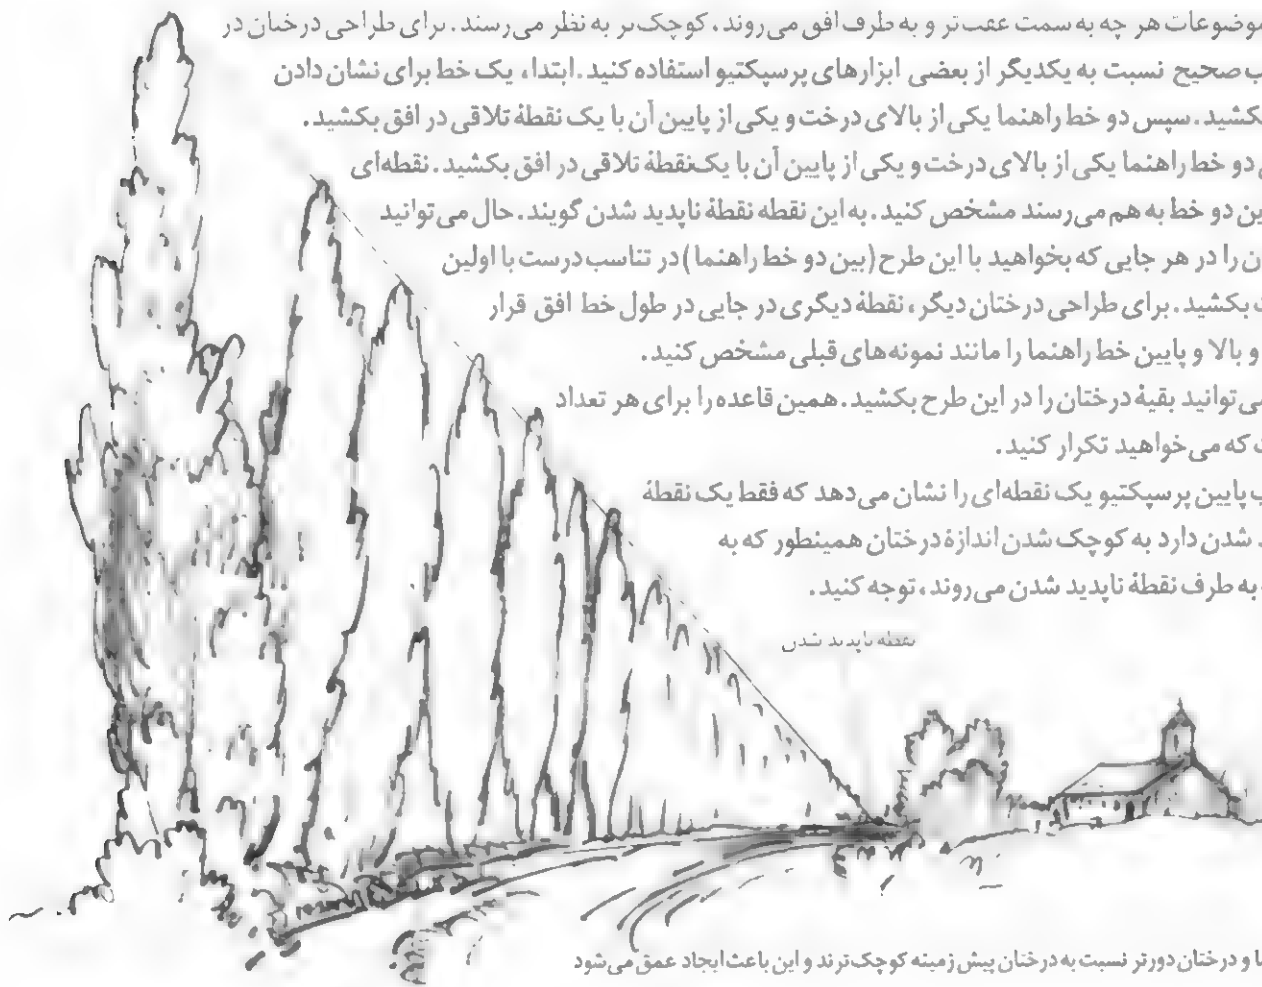 موضوعات هر چه به سمت عقب‌تر و به طرف افق می‌روند، کوچک‌تر به نظر می‌رسند. برای طراحی درختان در
صحیح نسبت به یکدیگر از بعضی ابزارهای پرسپکتیو استفاده کنید. ابتدا، یک خط برای نشان دادن
بکشید. سپس دو خط راهنما یکی از بالای درخت و یکی از پایین آن با یک نقطهٔ تلاقی در افق بکشید.
دو خط راهنما یکی از بالای درخت و یکی از پایین آن با یک‌نقطهٔ تلاقی در افق بکشید. نقطه‌ای
این دو خط به هم می‌رسند مشخص کنید. به این نقطه نقطهٔ ناپدید شدن گویند. حال می‌توانید
را در هر جایی که بخواهید با این طرح (بین دو خط راهنما) در تناسب درست با اولین
بکشید. برای طراحی درختان دیگر، نقطهٔ دیگری در جایی در طول خط افق قرار
و بالا و پایین خط راهنما را مانند نمونه‌های قبلی مشخص کنید.
می‌توانید بقیهٔ درختان را در این طرح بکشید. همین قاعده را برای هر تعداد
که می‌خواهید تکرار کنید.
پایین پرسپکتیو یک نقطه‌ای را نشان می‌دهد که فقط یک نقطهٔ
شدن دارد به کوچک شدن اندازهٔ درختان همینطور که به
به طرف نقطهٔ ناپدید شدن می‌روند، توجه کنید.
نقطه ناپدید شدن
و درختان دورتر نسبت به درختان پیش زمینه کوچک‌ترند و این باعث ایجاد عمق می‌شود